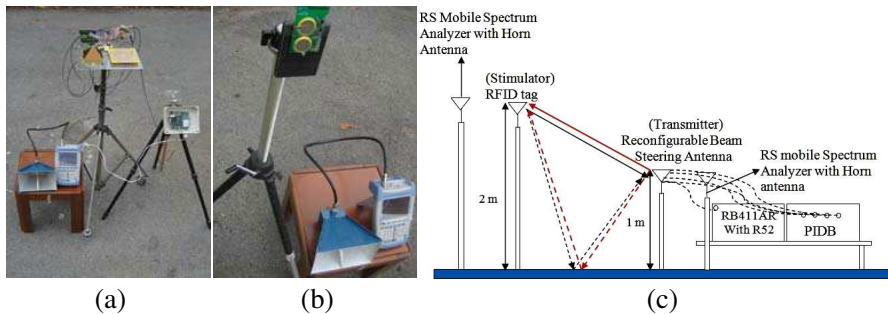 RS Mobile Spectrum
Analyzer with Horn
Antenna
(Stimulator)
RFID tag
(Transmitter)
Reconfigurable Beam
Steering Antenna
RS mobile Spectrum
Analyzer with Horn
antenna
2 m
1 m
RB411AR
With R52
PIDB
(a)
(b)
(c)